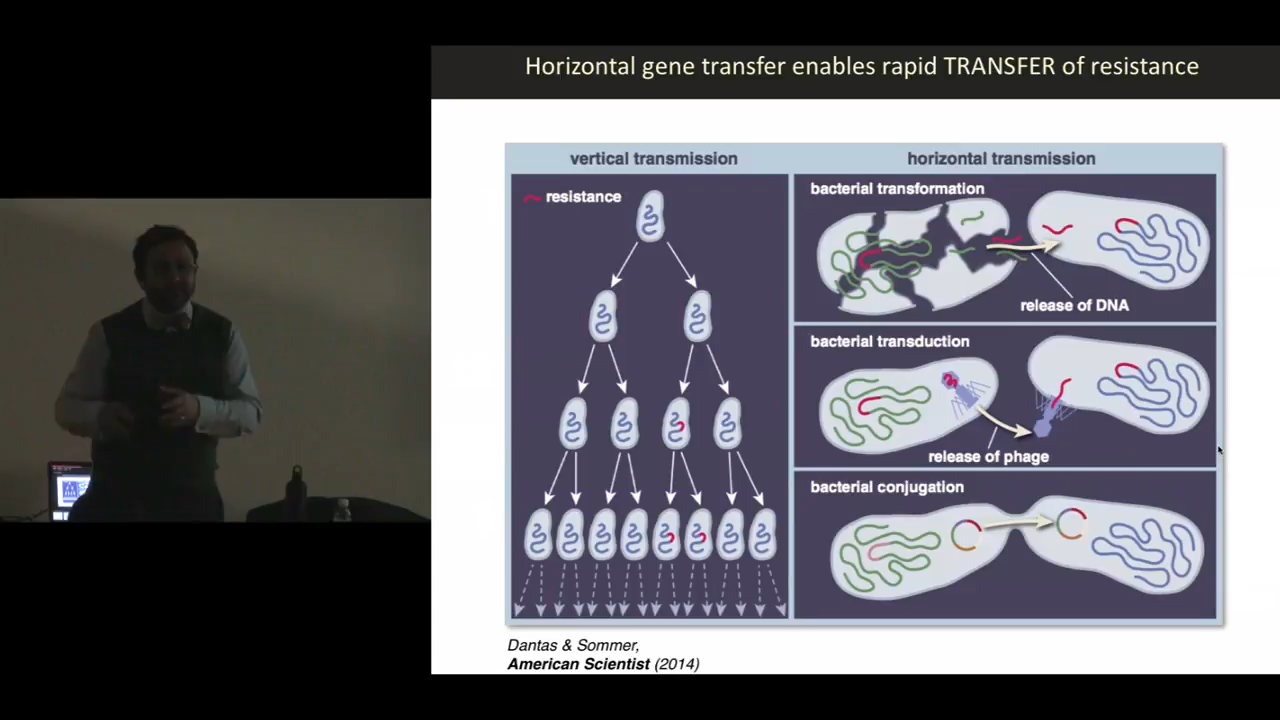 Horizontal gene transfer enables rapid TRANSFER of resistance
vertical transmission
resistance
horizontal transmission
bacterial transformation
release of DNA
bacterial transduction
release of phage
bacterial conjugation
Dantas & Sommer,
American Scientist (2014)